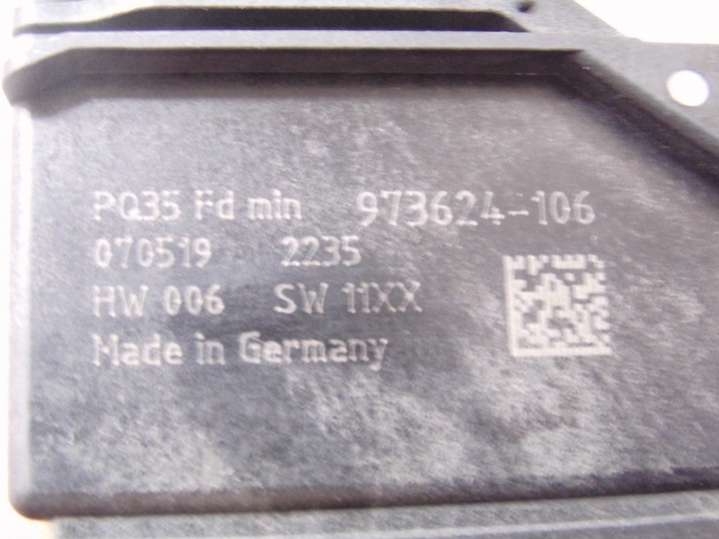 PQ35 Fd min 973624-106
070519 2235
HW 006 SW 11XX
Made in Germany